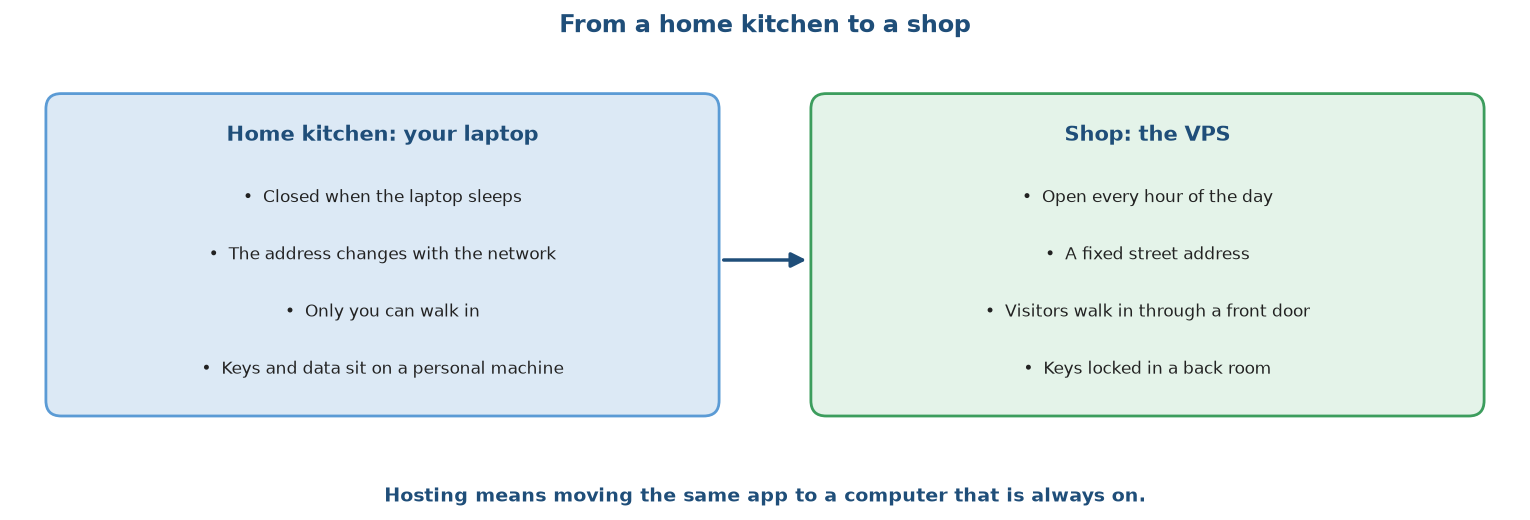 From a home kitchen to a shop
Home kitchen: your laptop
• Closed when the laptop sleeps
• The address changes with the network
• Only you can walk in
• Keys and data sit on a personal machine
Shop: the VPS
• Open every hour of the day
• A fixed street address
• Visitors walk in through a front door
• Keys locked in a back room
Hosting means moving the same app to a computer that is always on.